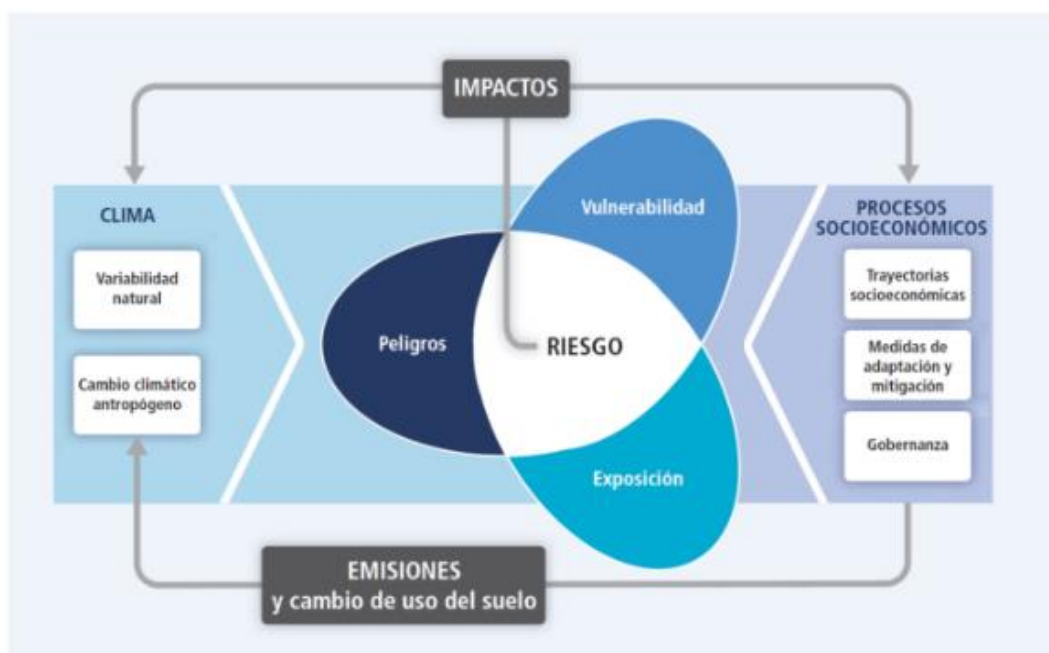 IMPACTOS
CLIMA
Variabilidad
natural
Cambio climático
antropógeno
Vulnerabilidad
Peligros
RIESGO
Exposición
PROCESOS
SOCIOECONÓMICOS
Trayectorias
socioeconómicas
Medidas de
adaptación y
mitigación
Gobernanza
EMISIONES
y cambio de uso del suelo